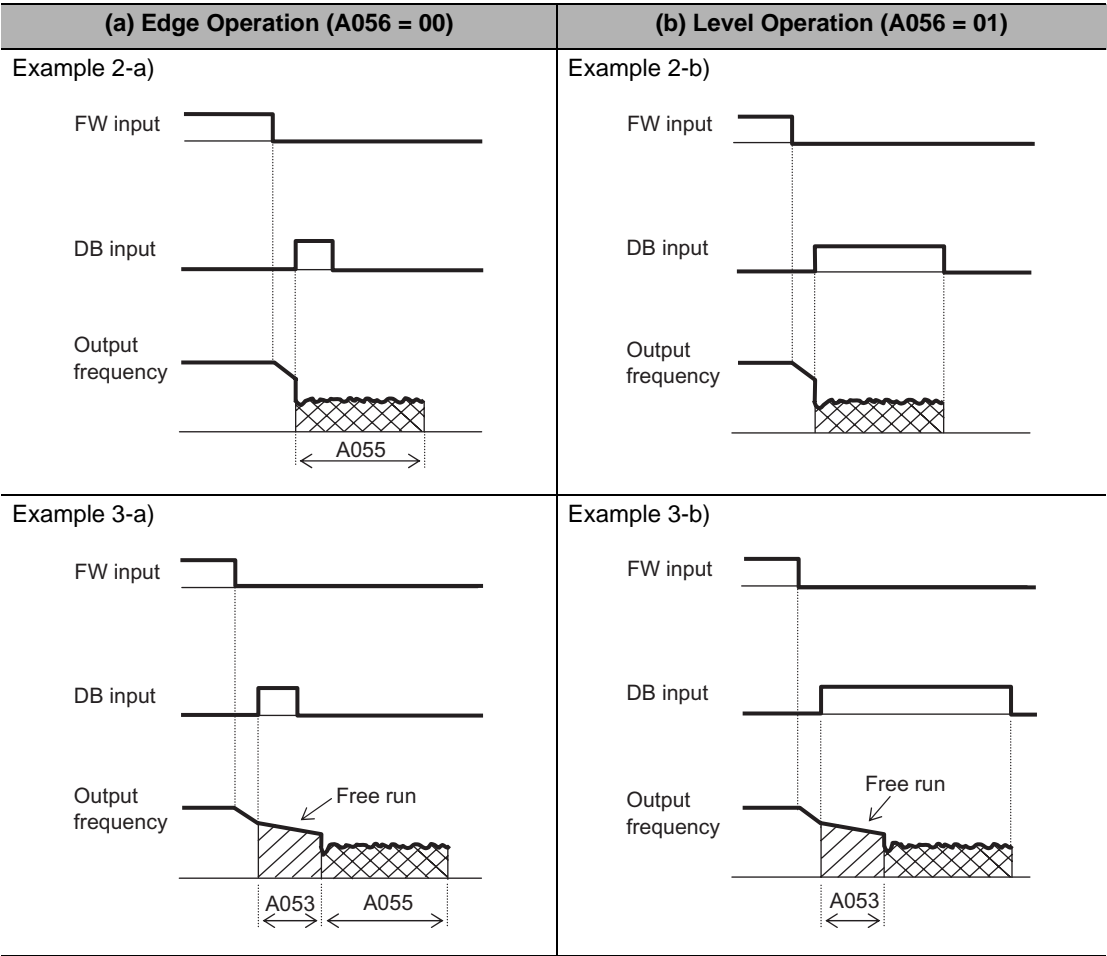 (a) Edge Operation (A056 = 00)
(b) Level Operation (A056 = 01)
Example 2-a)
FW input
DB input
Output
frequency
A055
Example 2-b)
FW input
DB input
Output
frequency
Example 3-a)
FW input
DB input
Output
frequency
Free run
A053
A055
Example 3-b)
FW input
DB input
Output
frequency
Free run
A053